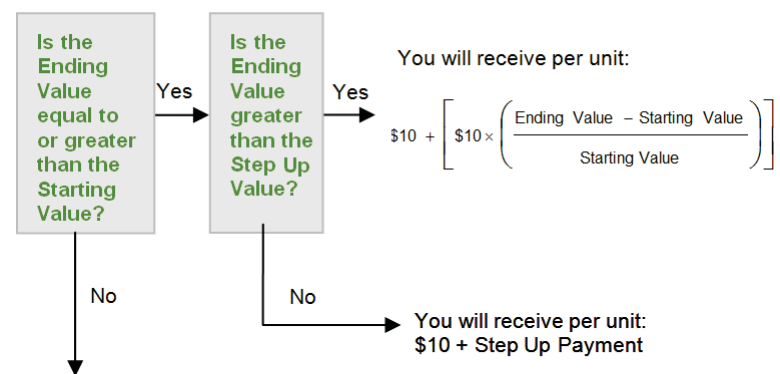 Is the
Ending
Value
equal to
or greater
than the
Starting
Value?
Yes
Is the
Ending
Value
greater
than the
Step Up
Value?
Yes
You will receive per unit:
$10 + [ $10 × ( Ending Value – Starting Value
Starting Value ) ]
No
No
You will receive per unit:
$10 + Step Up Payment